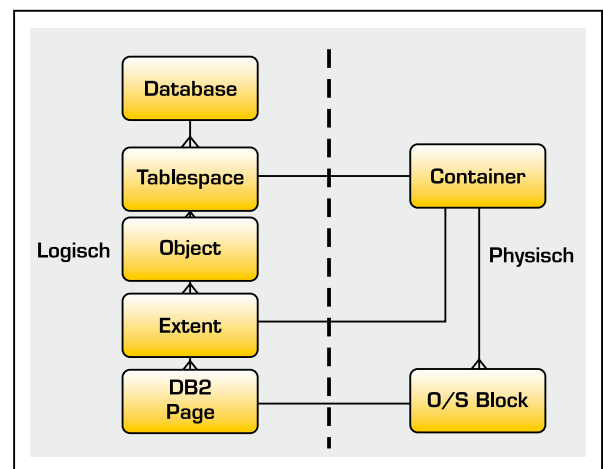 Database
Tablespace
Container
Logisch
Object
Physisch
Extent
DB2
Page
O/S Block